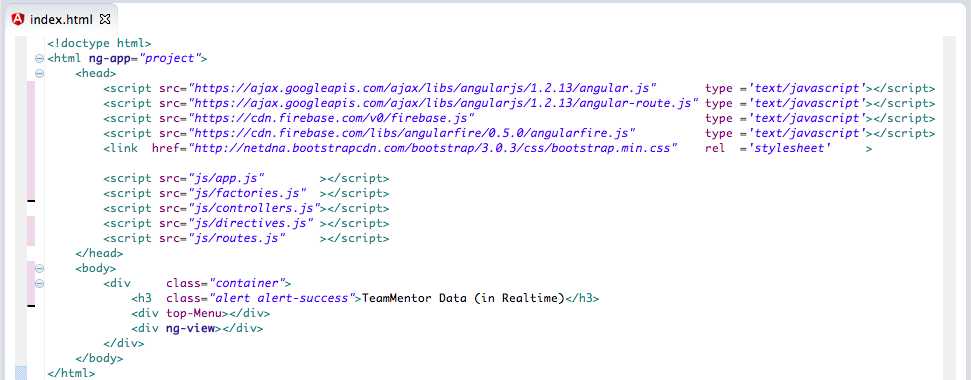 index.html
<!doctype html>
<html ng-app="project">
    <head>
        <script src="https://ajax.googleapis.com/ajax/libs/angularjs/1.2.13/angular.js"       type ='text/javascript'></script>
        <script src="https://ajax.googleapis.com/ajax/libs/angularjs/1.2.13/angular-route.js" type ='text/javascript'></script>
        <script src="https://cdn.firebase.com/v0/firebase.js"                                 type ='text/javascript'></script>
        <script src="https://cdn.firebase.com/libs/angularfire/0.5.0/angularfire.js"          type ='text/javascript'></script>
        <link  href="http://netdna.bootstrapcdn.com/bootstrap/3.0.3/css/bootstrap.min.css"    rel  ='stylesheet'     >
        <script src="js/app.js"        ></script>
        <script src="js/factories.js"  ></script>
        <script src="js/controllers.js"></script>
        <script src="js/directives.js" ></script>
        <script src="js/routes.js"     ></script>
    </head>
    <body>
        <div     class="container">
            <h3  class="alert alert-success">TeamMentor Data (in Realtime)</h3>
            <div top-Menu></div>
            <div ng-view></div>
        </div>
    </body>
</html>